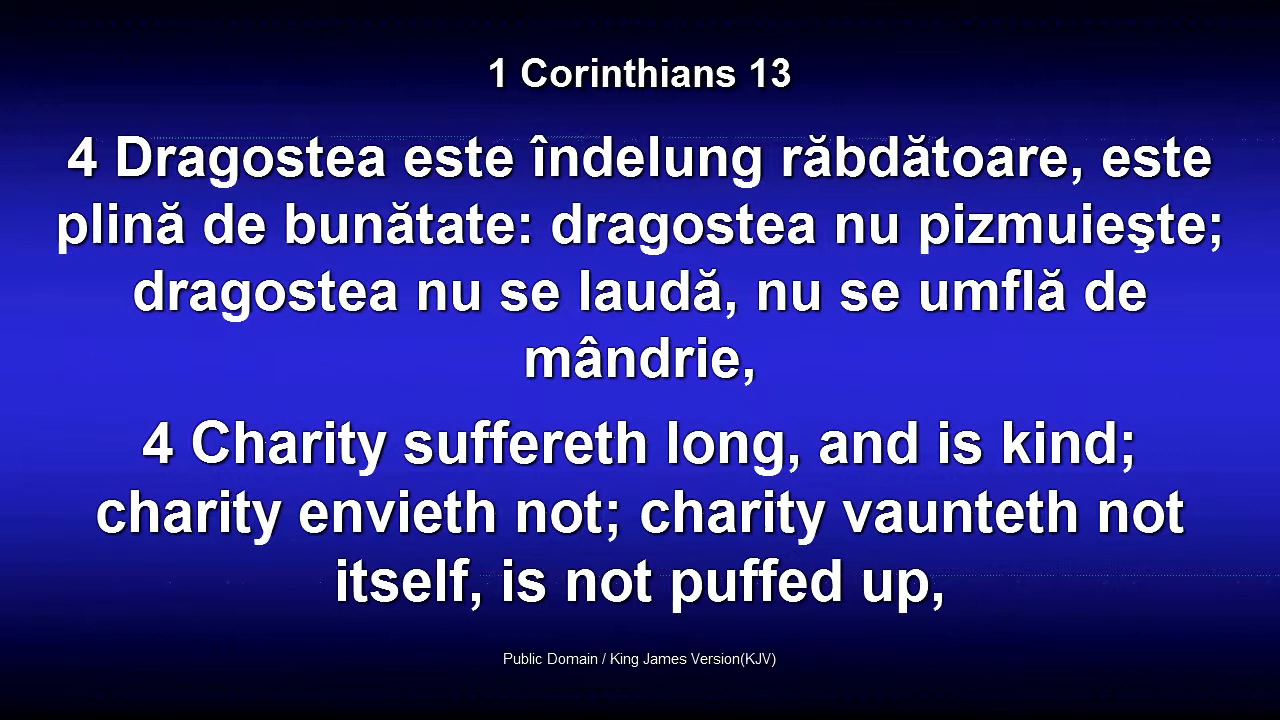 1 Corinthians 13
4 Dragostea este îndelung răbdătoare, este
plină de bunătate: dragostea nu pizmuieşte;
dragostea nu se laudă, nu se umflă de
mândrie,
4 Charity suffereth long, and is kind;
charity envieth not; charity vaunteth not
itself, is not puffed up,
Public Domain / King James Version(KJV)